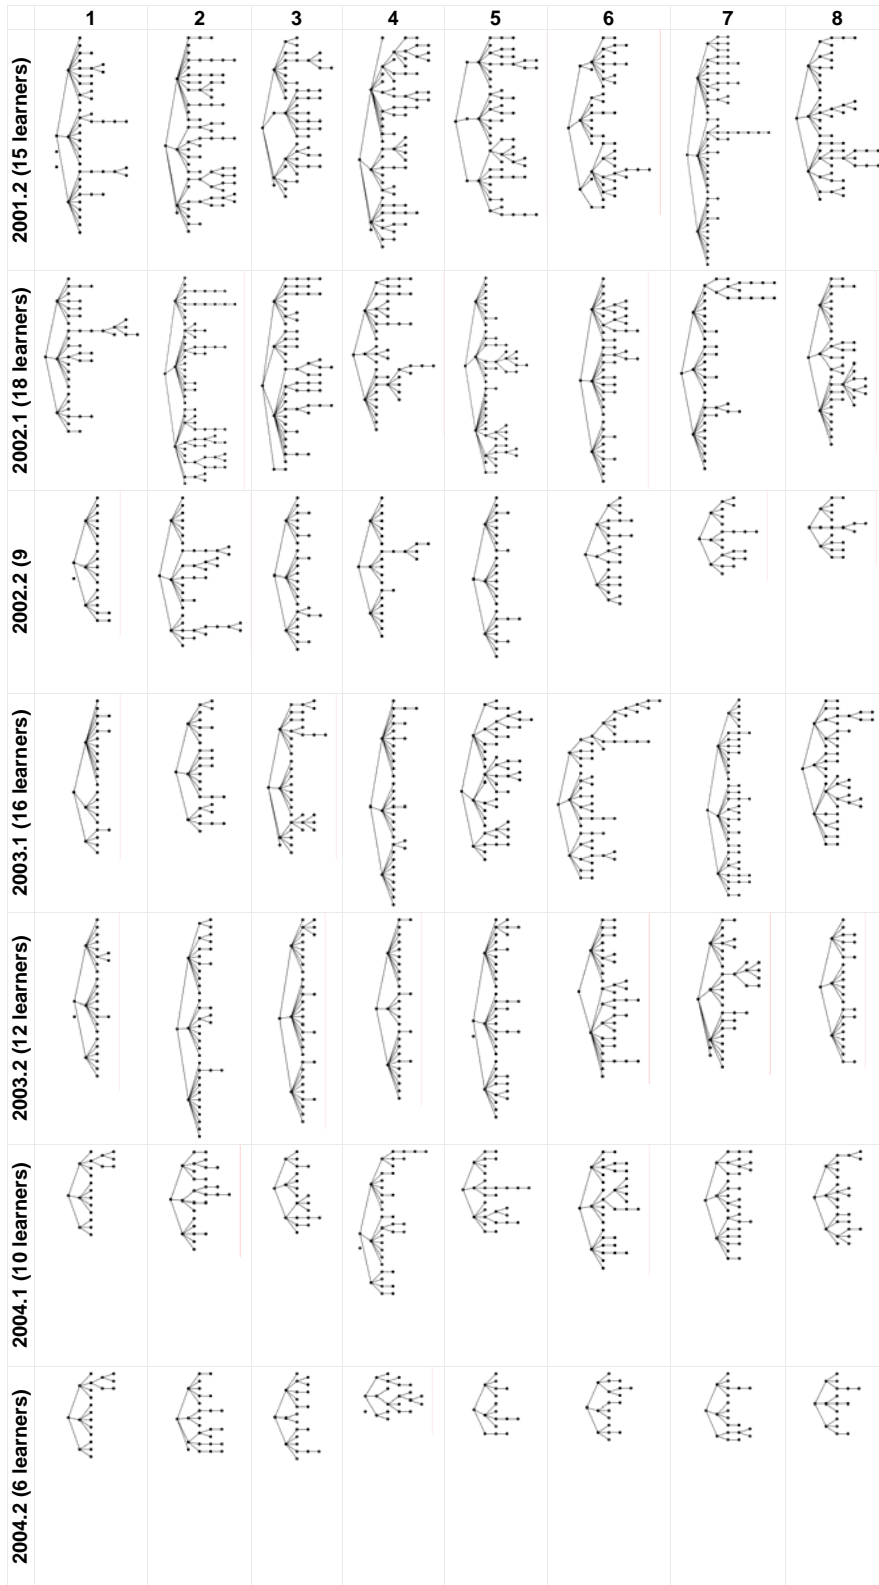 1 2 3 4 5 6 7 8
2001.2 (15 learners)
2002.1 (18 learners)
2002.2 (9
2003.1 (16 learners)
2003.2 (12 learners)
2004.1 (10 learners)
2004.2 (6 learners)